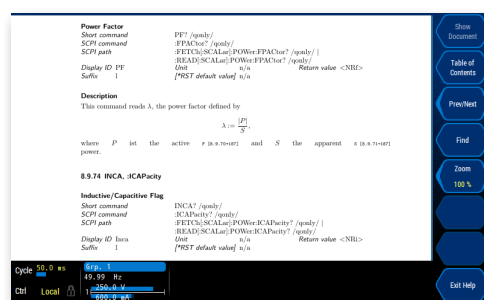 Power Factor
Short command PF? /qonly/
SCPI command :FPACtor? /qonly/
SCPI path :FETCh[:SCALar]:POWer:FPACtor? /qonly/ |
:READ[:SCALar]:POWer:FPACtor? /qonly/
Display ID PF Unit n/a Return value <NRf>
Suffix 1 [*RST default value] n/a
Description
This command reads λ, the power factor defined by
λ := |P| / S ,
where P ist the active P [8.9.70→187] and S the apparent S [8.9.71→187]
power.
8.9.74 INCA, :ICAPacity
Inductive/Capacitive Flag
Short command INCA? /qonly/
SCPI command :ICAPacity? /qonly/
SCPI path :FETCh[:SCALar]:POWer:ICAPacity? /qonly/ |
:READ[:SCALar]:POWer:ICAPacity? /qonly/
Display ID Inca Unit n/a Return value <NRi>
Suffix 1 [*RST default value] n/a
Show
Document
Table of
Contents
Prev/Next
Find
Zoom
100 %
Exit Help
Cycle 50.0 ms
Ctrl Local
Grp. 1
49.99 Hz
1 250.0 V
600.0 mA